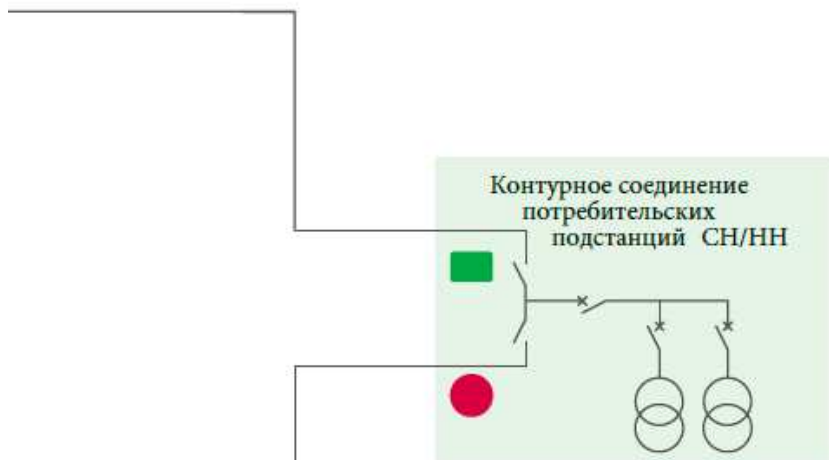 Контурное соединение
потребительских
подстанций СН/НН